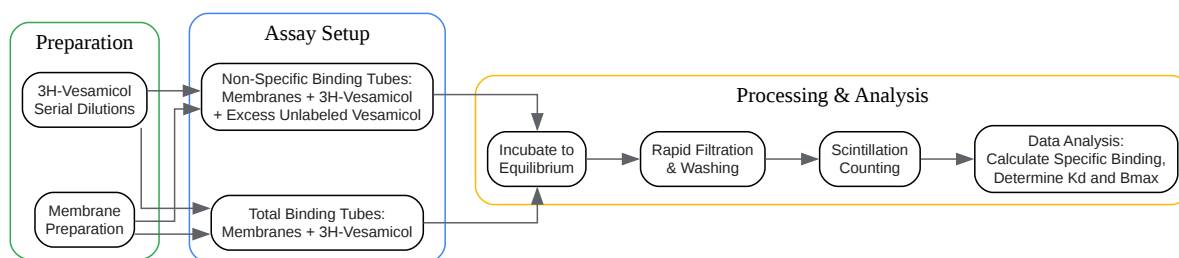 Preparation
3H-Vesamicol
Serial Dilutions
Membrane
Preparation
Assay Setup
Non-Specific Binding Tubes:
Membranes + 3H-Vesamicol
+ Excess Unlabeled Vesamicol
Total Binding Tubes:
Membranes + 3H-Vesamicol
Processing & Analysis
Incubate to
Equilibrium
Rapid Filtration
& Washing
Scintillation
Counting
Data Analysis:
Calculate Specific Binding,
Determine Kd and Bmax